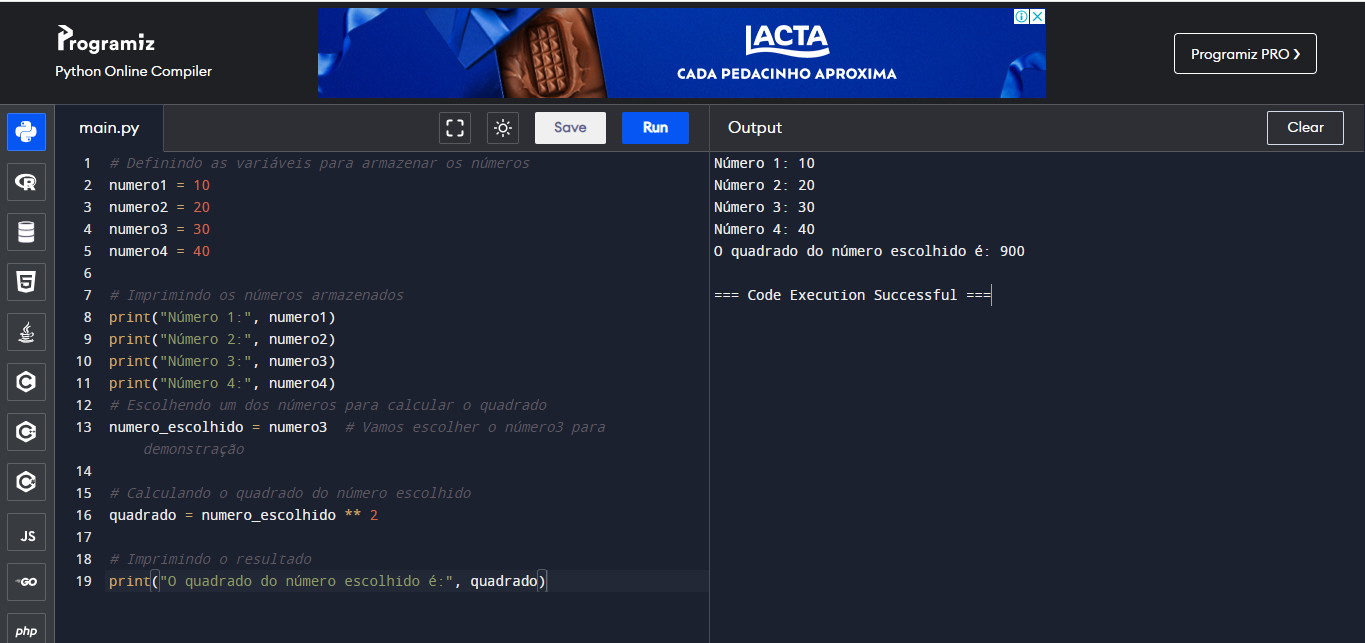 Programiz
Python Online Compiler
LACTA
CADA PEDACINHO APROXIMA
Programiz PRO ❯
main.py
Save
Run
Output
Clear
1 # Definindo as variáveis para armazenar os números
2 numero1 = 10
3 numero2 = 20
4 numero3 = 30
5 numero4 = 40
6
7 # Imprimindo os números armazenados
8 print("Número 1:", numero1)
9 print("Número 2:", numero2)
10 print("Número 3:", numero3)
11 print("Número 4:", numero4)
12 # Escolhendo um dos números para calcular o quadrado
13 numero_escolhido = numero3  # Vamos escolher o número3 para
demonstração
14
15 # Calculando o quadrado do número escolhido
16 quadrado = numero_escolhido ** 2
17
18 # Imprimindo o resultado
19 print("O quadrado do número escolhido é:", quadrado)
Número 1: 10
Número 2: 20
Número 3: 30
Número 4: 40
O quadrado do número escolhido é: 900
=== Code Execution Successful ===
R
5
C
C
C
JS
GO
php